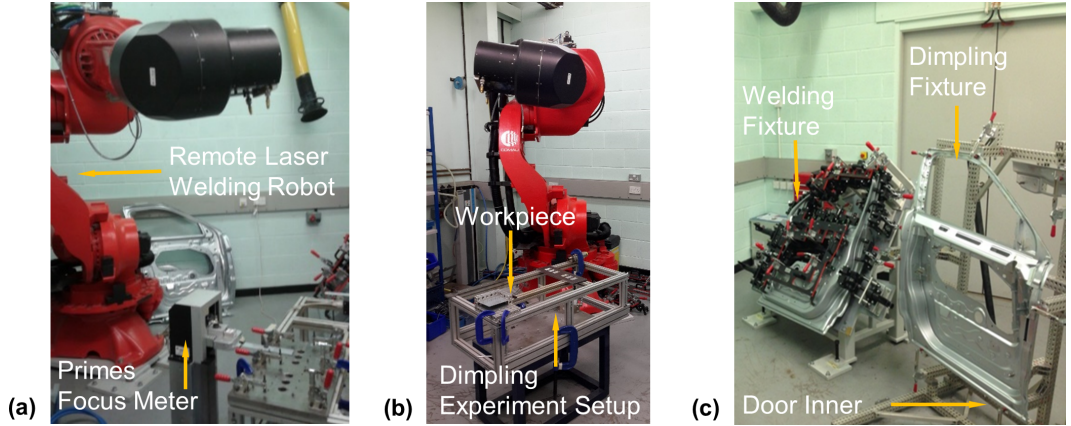 Remote Laser
Welding Robot
Primes
Focus Meter
(a)
Workpiece
Dimpling
Experiment Setup
(b)
Dimpling
Fixture
Welding
Fixture
Door Inner
(c)